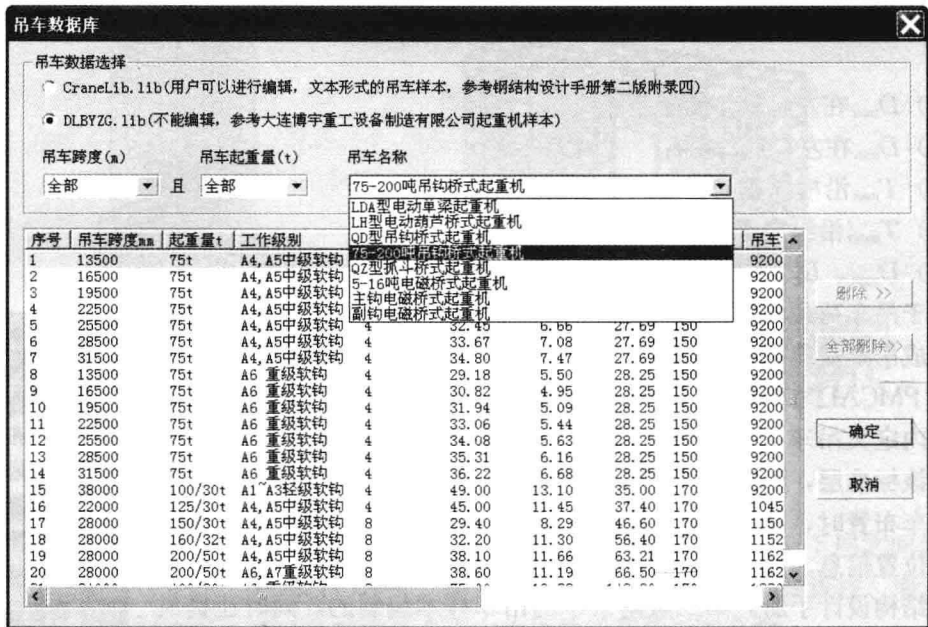 吊车数据库
吊车数据选择
CraneLib.lib(用户可以进行编辑, 文本形式的吊车样本, 参考钢结构设计手册第二版附录四)
DLBYZG.lib(不能编辑, 参考大连博宇重工设备制造有限公司起重机样本)
吊车跨度(m) 吊车起重量(t) 吊车名称
全部 且 全部 75-200吨吊钩桥式起重机
LDA型电动单梁起重机
LH型电动葫芦桥式起重机
QD型吊钩桥式起重机
75-200吨吊钩桥式起重机
QZ型抓斗桥式起重机
5-16吨电磁桥式起重机
主钩电磁桥式起重机
副钩电磁桥式起重机
序号 吊车跨度mm 起重量t 工作级别 吊车
1 13500 75t A4,A5中级软钩 9200
2 16500 75t A4,A5中级软钩 9200
3 19500 75t A4,A5中级软钩 9200
4 22500 75t A4,A5中级软钩 9200
5 25500 75t A4,A5中级软钩 4 32.45 6.66 27.69 150 9200
6 28500 75t A4,A5中级软钩 4 33.67 7.08 27.69 150 9200
7 31500 75t A4,A5中级软钩 4 34.80 7.47 27.69 150 9200
8 13500 75t A6 重级软钩 4 29.18 5.50 28.25 150 9200
9 16500 75t A6 重级软钩 4 30.82 4.95 28.25 150 9200
10 19500 75t A6 重级软钩 4 31.94 5.09 28.25 150 9200
11 22500 75t A6 重级软钩 4 33.06 5.44 28.25 150 9200
12 25500 75t A6 重级软钩 4 34.08 5.63 28.25 150 9200
13 28500 75t A6 重级软钩 4 35.31 6.16 28.25 150 9200
14 31500 75t A6 重级软钩 4 36.22 6.68 28.25 150 9200
15 38000 100/30t A1~A3轻级软钩 4 49.00 13.10 35.00 170 9200
16 22000 125/30t A4,A5中级软钩 4 45.00 11.45 37.40 170 1045
17 28000 150/30t A4,A5中级软钩 8 29.40 8.29 46.60 170 1150
18 28000 160/32t A4,A5中级软钩 8 32.20 11.30 56.40 170 1152
19 28000 200/50t A4,A5中级软钩 8 38.10 11.66 63.21 170 1162
20 28000 200/50t A6,A7重级软钩 8 38.60 11.19 66.50 170 1162
删除 >>
全部删除>>
确定
取消